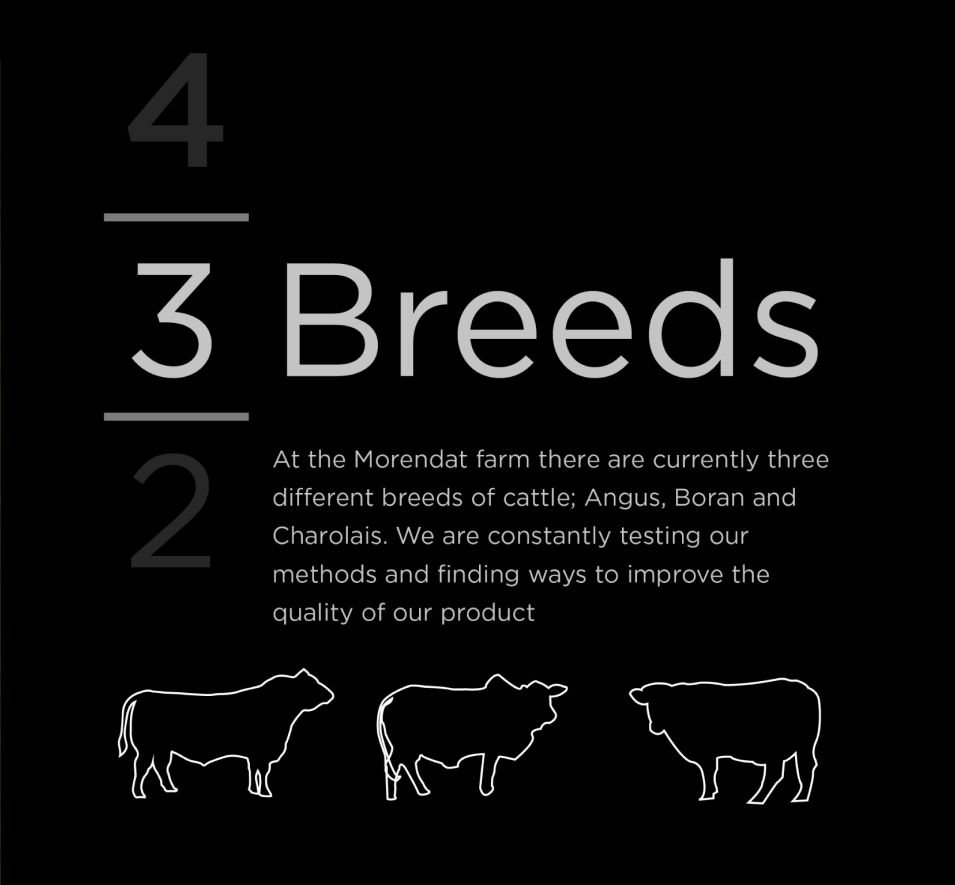 4
3 Breeds
2
At the Morendat farm there are currently three
different breeds of cattle; Angus, Boran and
Charolais. We are constantly testing our
methods and finding ways to improve the
quality of our product